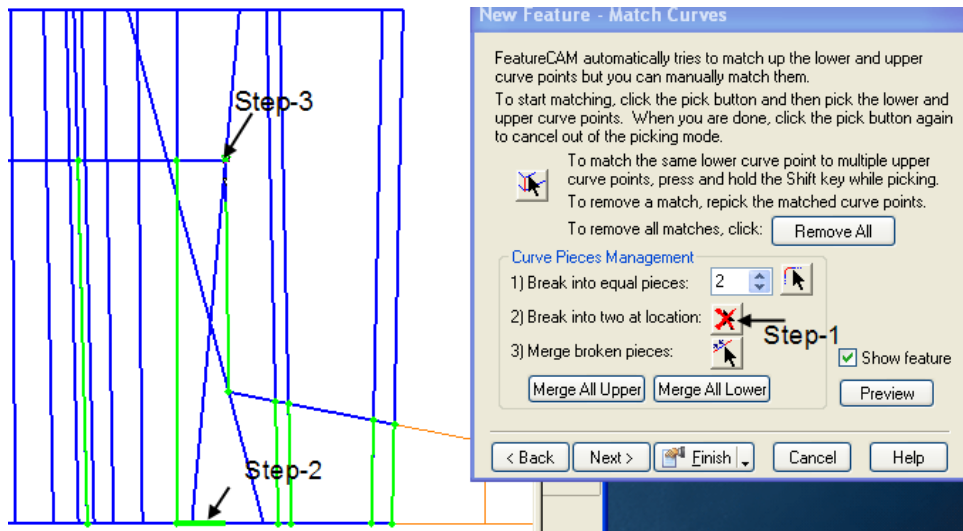 New Feature - Match Curves
FeatureCAM automatically tries to match up the lower and upper
curve points but you can manually match them.
To start matching, click the pick button and then pick the lower and
upper curve points. When you are done, click the pick button again
to cancel out of the picking mode.
To match the same lower curve point to multiple upper
curve points, press and hold the Shift key while picking.
To remove a match, repick the matched curve points.
To remove all matches, click: Remove All
Curve Pieces Management
1) Break into equal pieces: 2
2) Break into two at location:
Step-1
3) Merge broken pieces:
Show feature
Merge All Upper Merge All Lower Preview
< Back Next > Finish Cancel Help
Step-3
Step-2